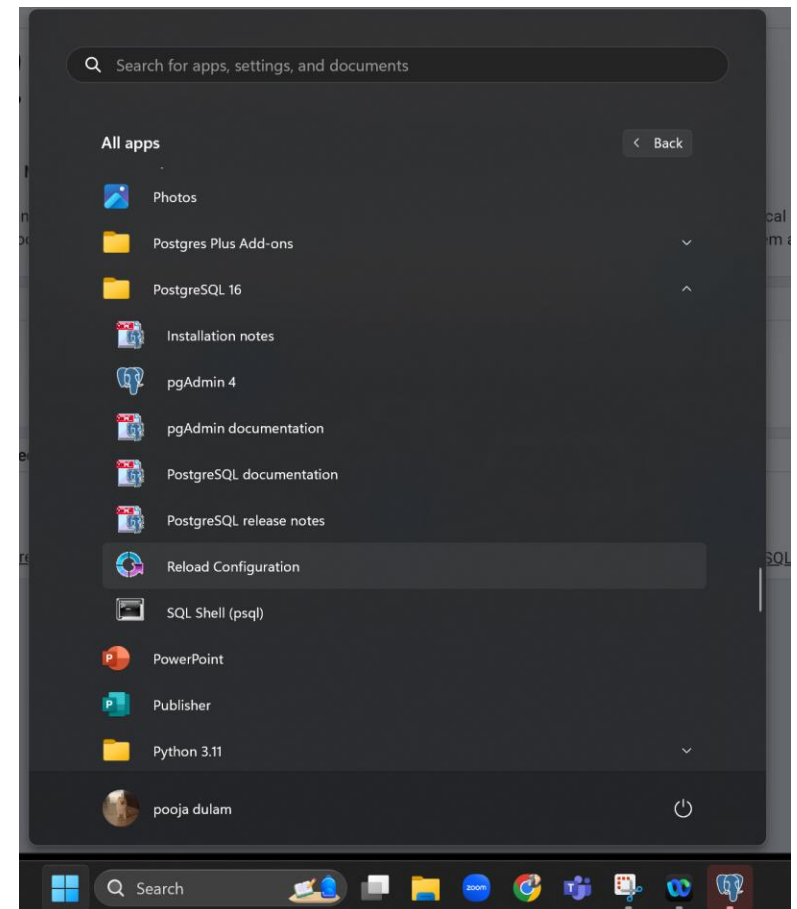 Search for apps, settings, and documents
All apps
Back
Photos
Postgres Plus Add-ons
PostgreSQL 16
Installation notes
pgAdmin 4
pgAdmin documentation
PostgreSQL documentation
PostgreSQL release notes
Reload Configuration
SQL Shell (psql)
PowerPoint
Publisher
Python 3.11
pooja dulam
Search
zoom